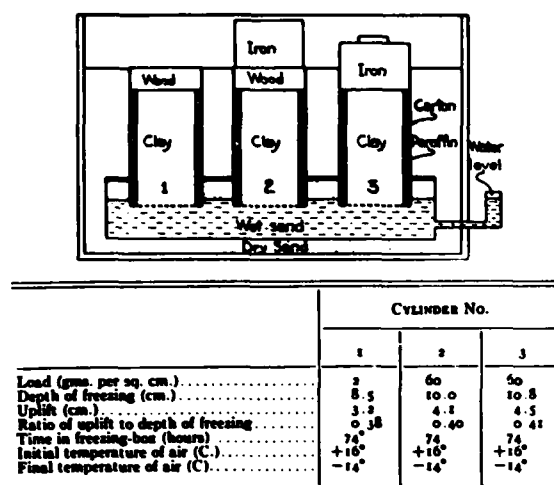 Iron
Wood
Wood
Iron
Carton
Clay
Clay
Clay
Paraffin
Water
level
1
2
3
Wet sand
Dry Sand
CYLINDER No.
1 2 3
Load (gms. per sq. cm.) 2 60 60
Depth of freezing (cm.) 8.5 10.0 10.8
Uplift (cm.) 3.2 4.1 4.5
Ratio of uplift to depth of freezing 0.38 0.40 0.41
Time in freezing-box (hours) 74° 74 74
Initial temperature of air (C.) +16° +16° +16°
Final temperature of air (C) −14° −14° −14°